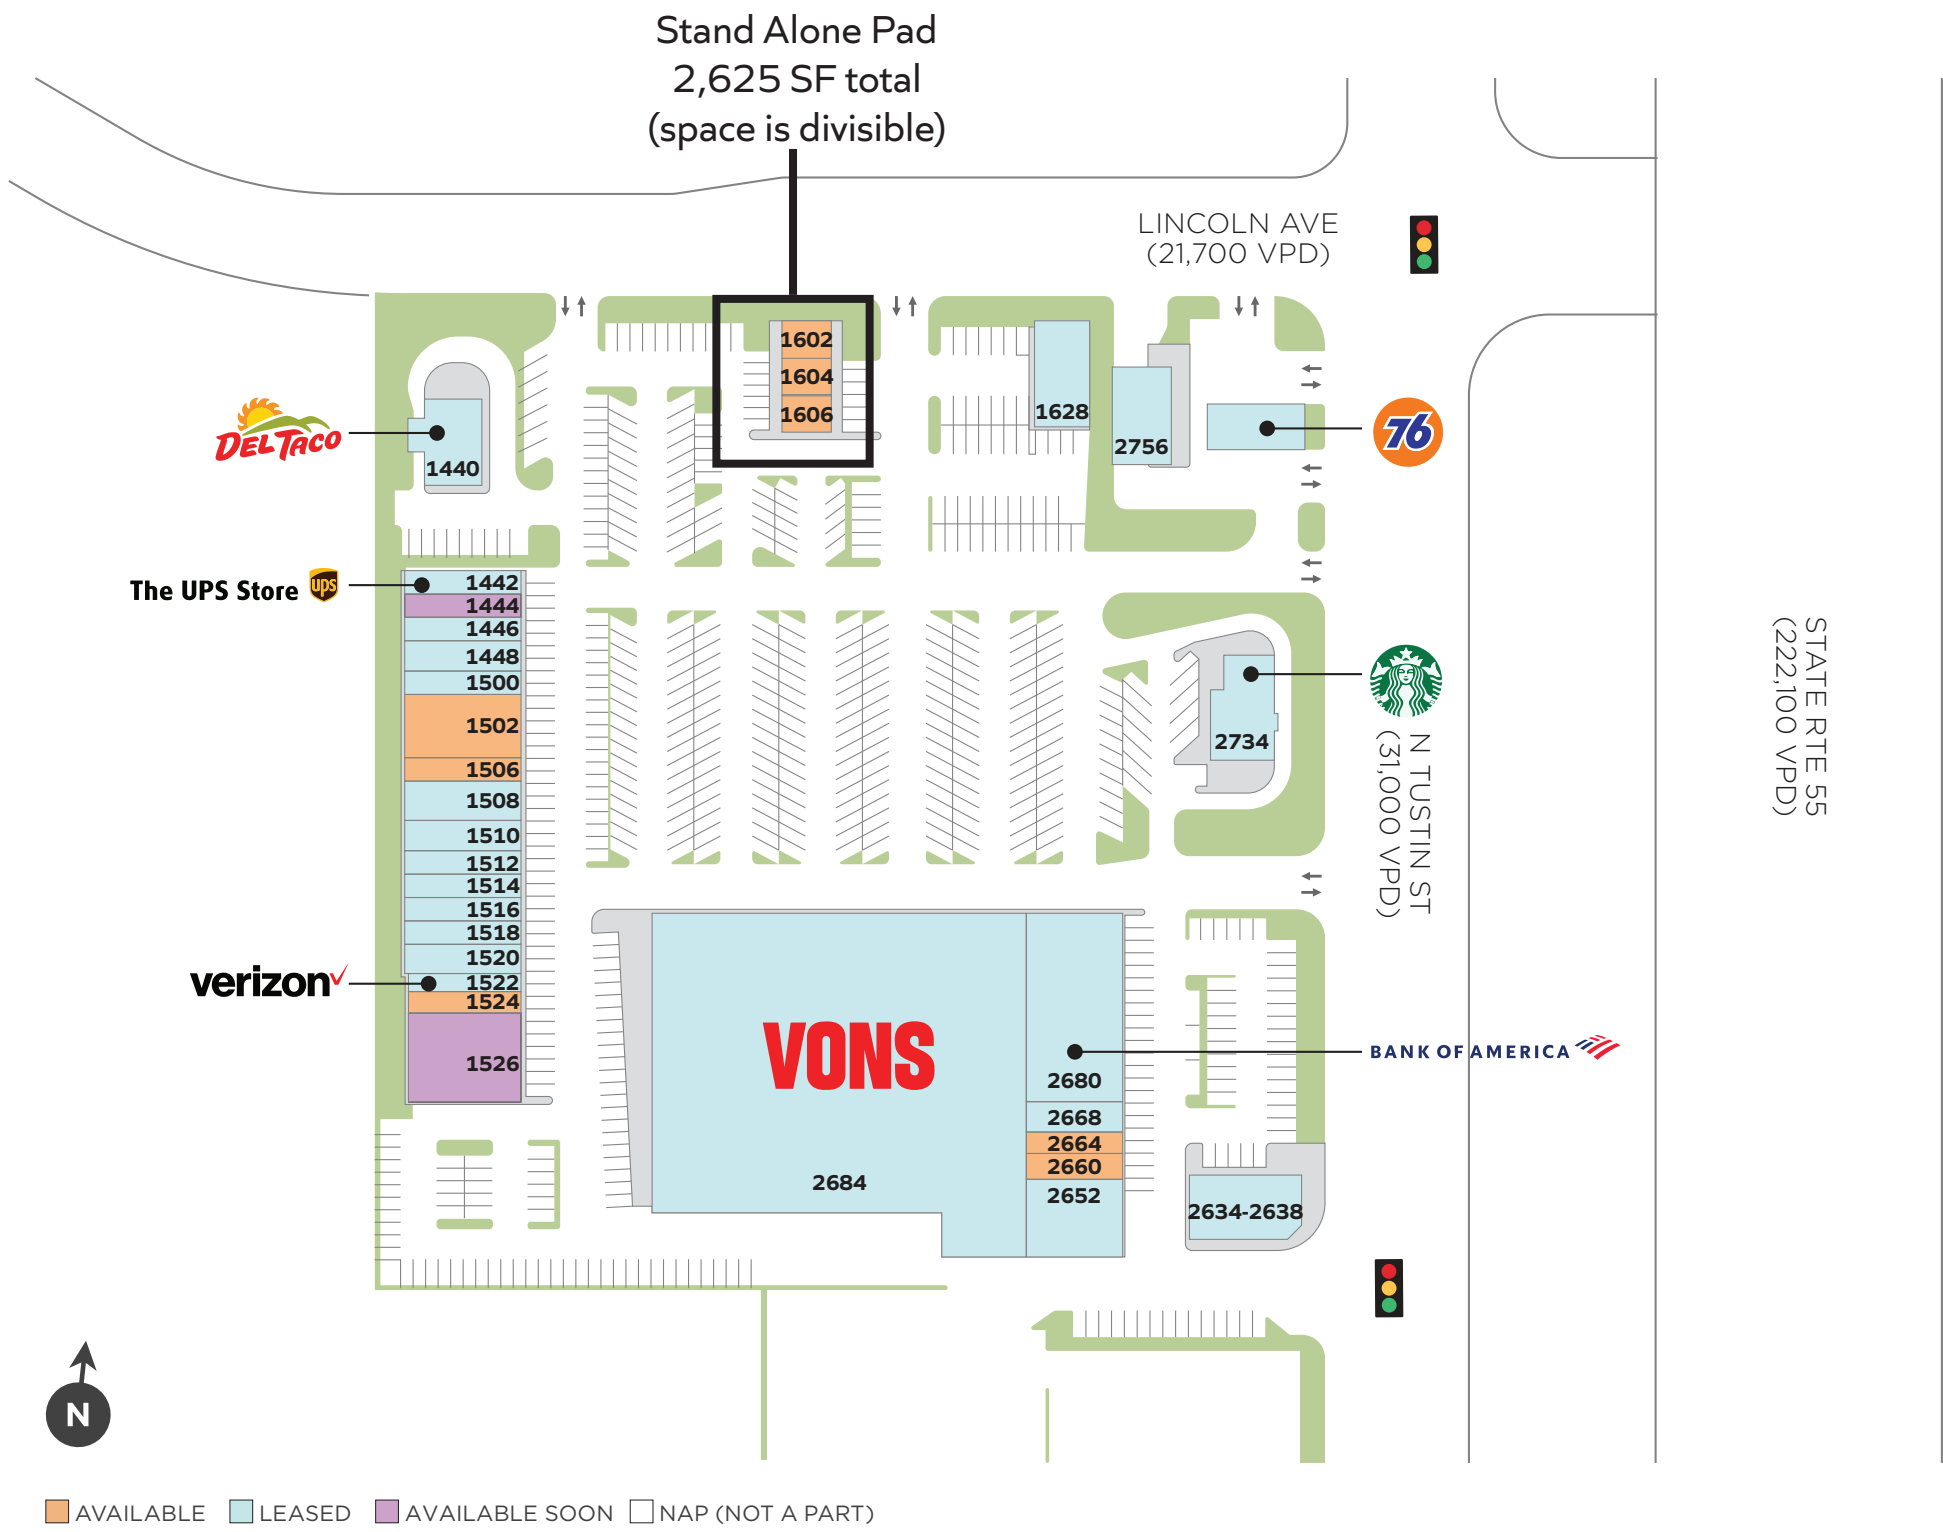 Stand Alone Pad
2,625 SF total
(space is divisible)
LINCOLN AVE
(21,700 VPD)
1602
1604
1606
1628
2756
76
DEL TACO
1440
The UPS Store
ups
1442
1444
1446
1448
1500
1502
1506
1508
1510
1512
1514
1516
1518
1520
1522
1524
1526
verizon
2734
N TUSTIN ST
(31,000 VPD)
STATE RTE 55
(222,100 VPD)
VONS
2684
2680
2668
2664
2660
2652
BANK OF AMERICA
2634-2638
N
AVAILABLE
LEASED
AVAILABLE SOON
NAP (NOT A PART)